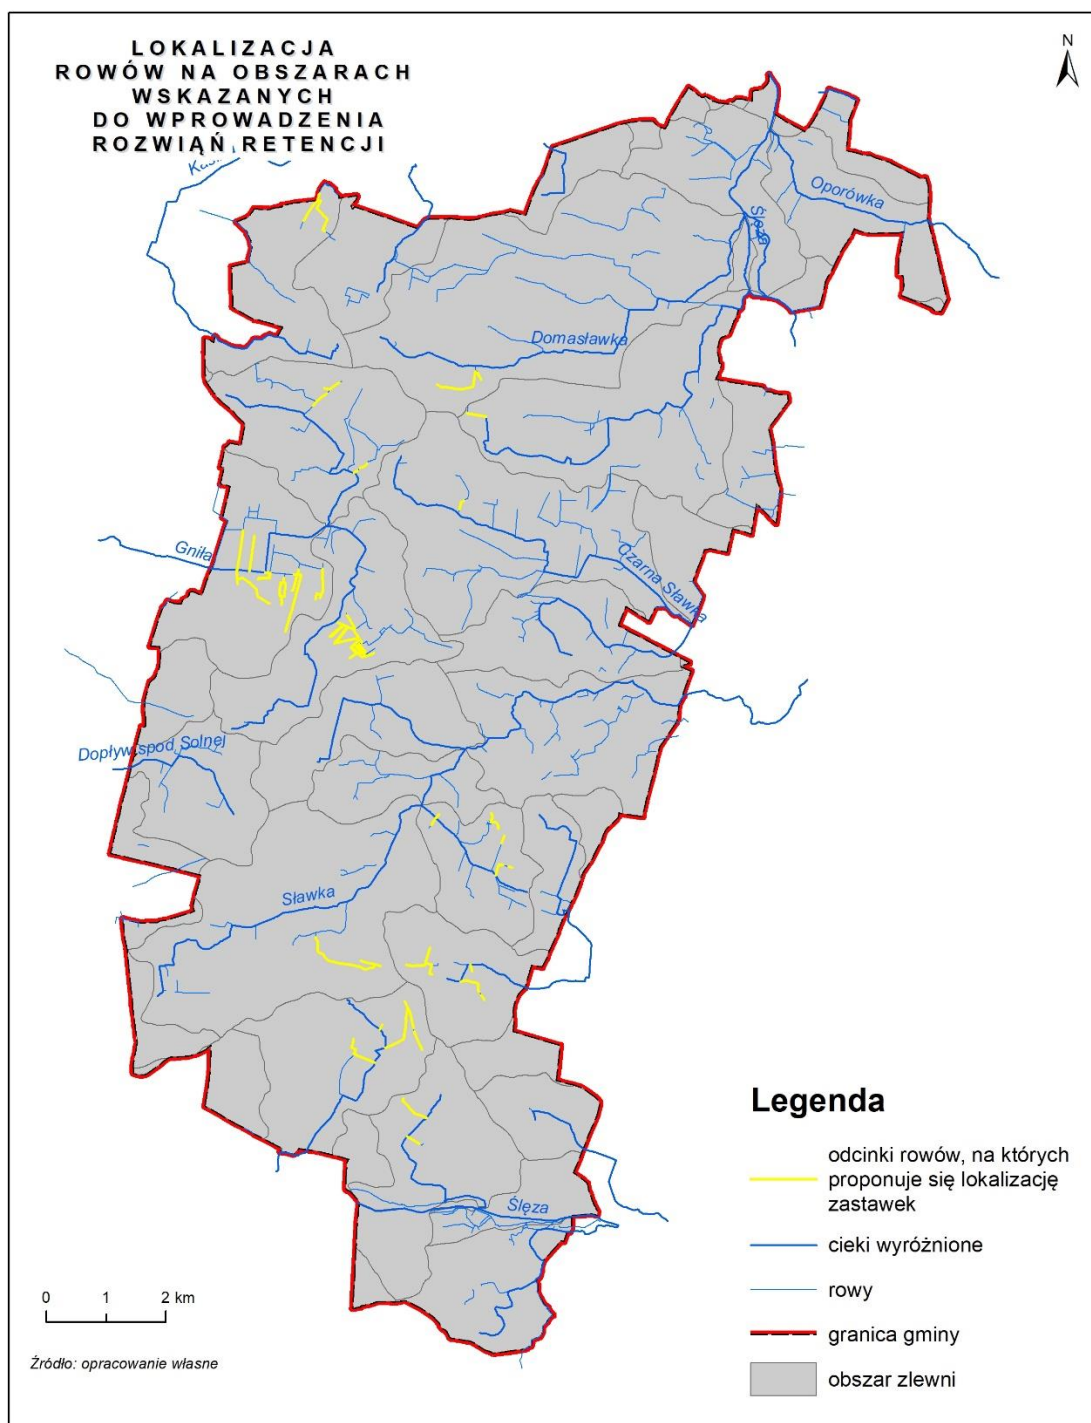 LOKALIZACJA
ROWÓW NA OBSZARACH
WSKAZANYCH
DO WPROWADZENIA
ROZWIĄŃ RETENCJI
N
Oporówka
Ślęza
Domasławka
Gniła
Czarna Sławka
Dopływ spod Solnej
Sławka
Ślęza
Legenda
odcinki rowów, na których
proponuje się lokalizację
zastawek
cieki wyróżnione
rowy
granica gminy
obszar zlewni
0 1 2 km
Źródło: opracowanie własne